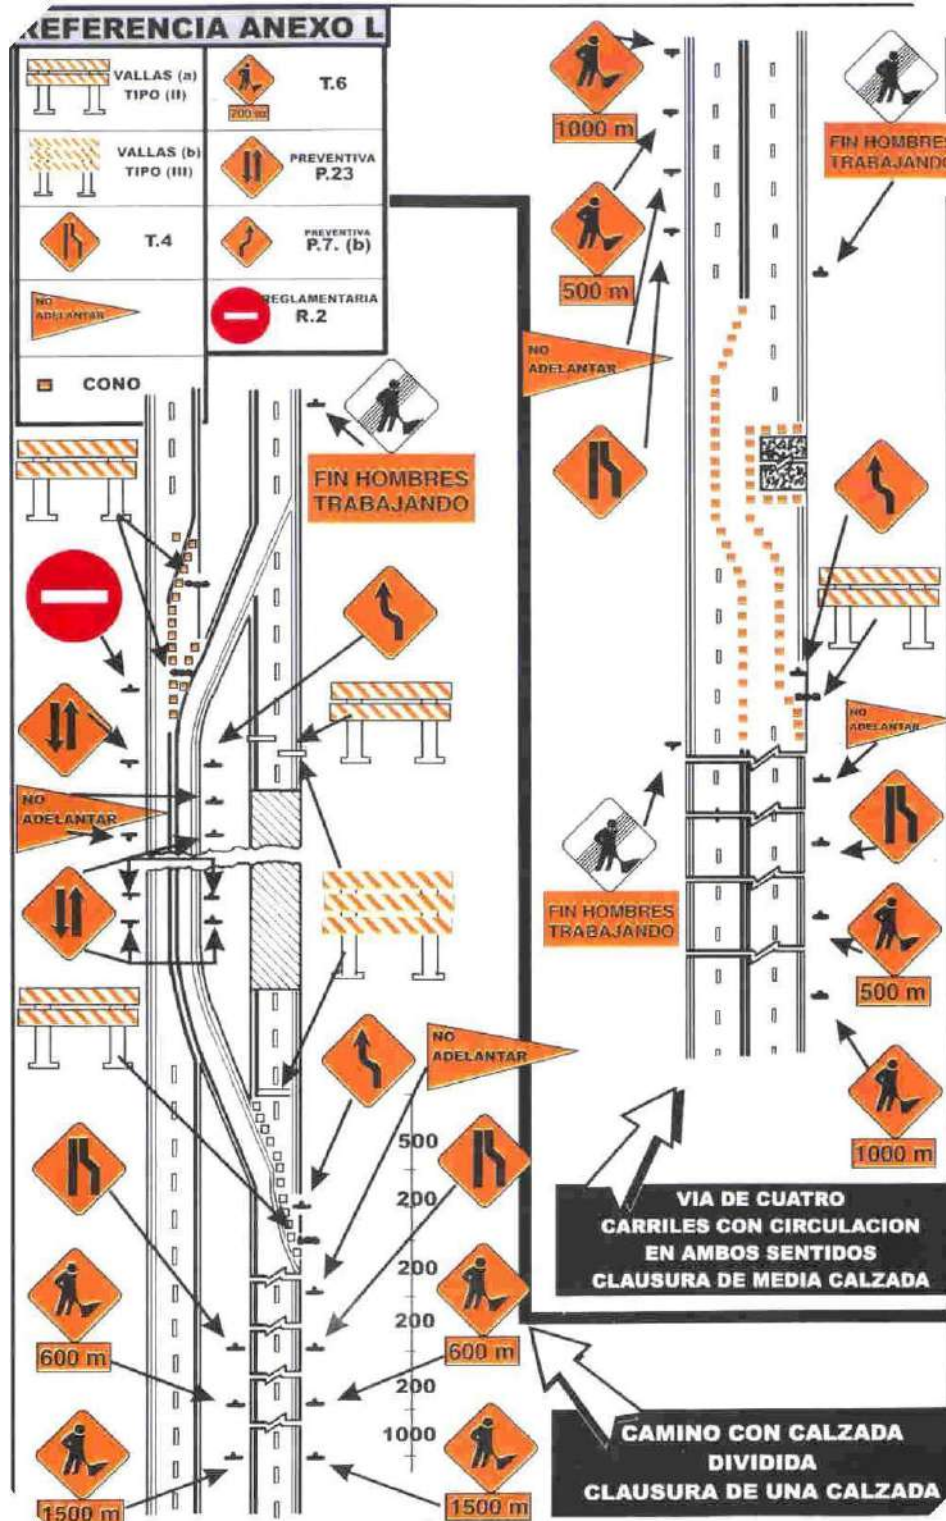 REFERENCIA ANEXO L
VALLAS (a)
TIPO (II)
700 m
T.6
VALLAS (b)
TIPO (III)
PREVENTIVA
P.23
T.4
PREVENTIVA
P.7. (b)
NO
ADELANTAR
REGLAMENTARIA
R.2
CONO
FIN HOMBRES
TRABAJANDO
NO
ADELANTAR
NO
ADELANTAR
500
200
200
200
200
1000
600 m
600 m
1500 m
1500 m
1000 m
FIN HOMBRES
TRABAJANDO
500 m
NO
ADELANTAR
NO
ADELANTAR
FIN HOMBRES
TRABAJANDO
500 m
1000 m
VIA DE CUATRO
CARRILES CON CIRCULACION
EN AMBOS SENTIDOS
CLAUSURA DE MEDIA CALZADA
CAMINO CON CALZADA
DIVIDIDA
CLAUSURA DE UNA CALZADA